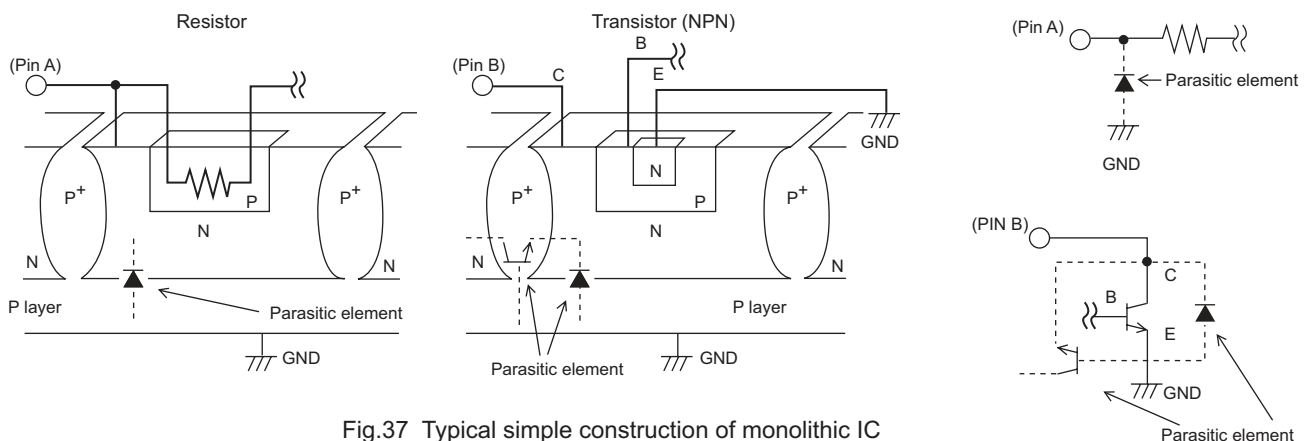 Resistor
(Pin A)
P+
P+
P
N
N
N
P layer
Parasitic element
GND
Transistor (NPN)
B
(Pin B)
C
E
GND
P+
P+
N
P
N
N
N
P layer
Parasitic element
GND
(Pin A)
Parasitic element
GND
(PIN B)
C
B
E
GND
Parasitic element
Fig.37 Typical simple construction of monolithic IC